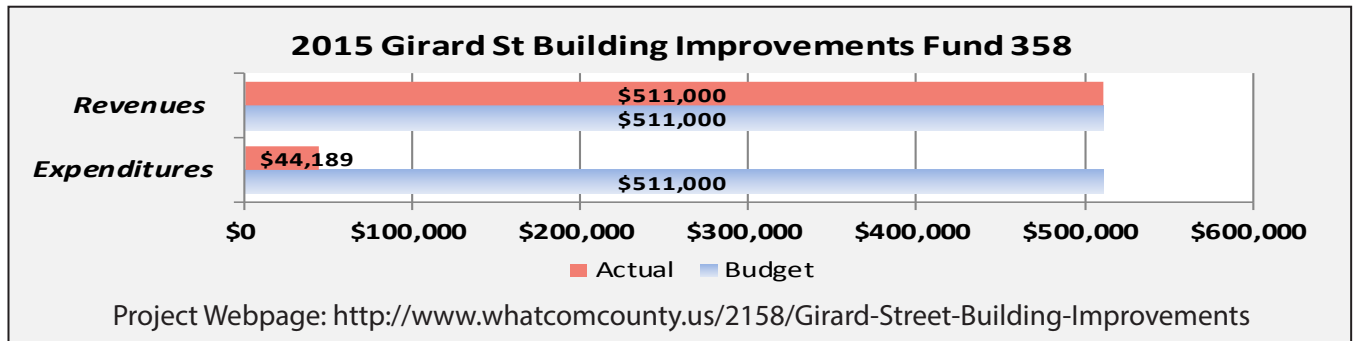 2015 Girard St Building Improvements Fund 358
Revenues
$511,000
$511,000
Expenditures
$44,189
$511,000
$0 $100,000 $200,000 $300,000 $400,000 $500,000 $600,000
Actual Budget
Project Webpage: http://www.whatcomcounty.us/2158/Girard-Street-Building-Improvements